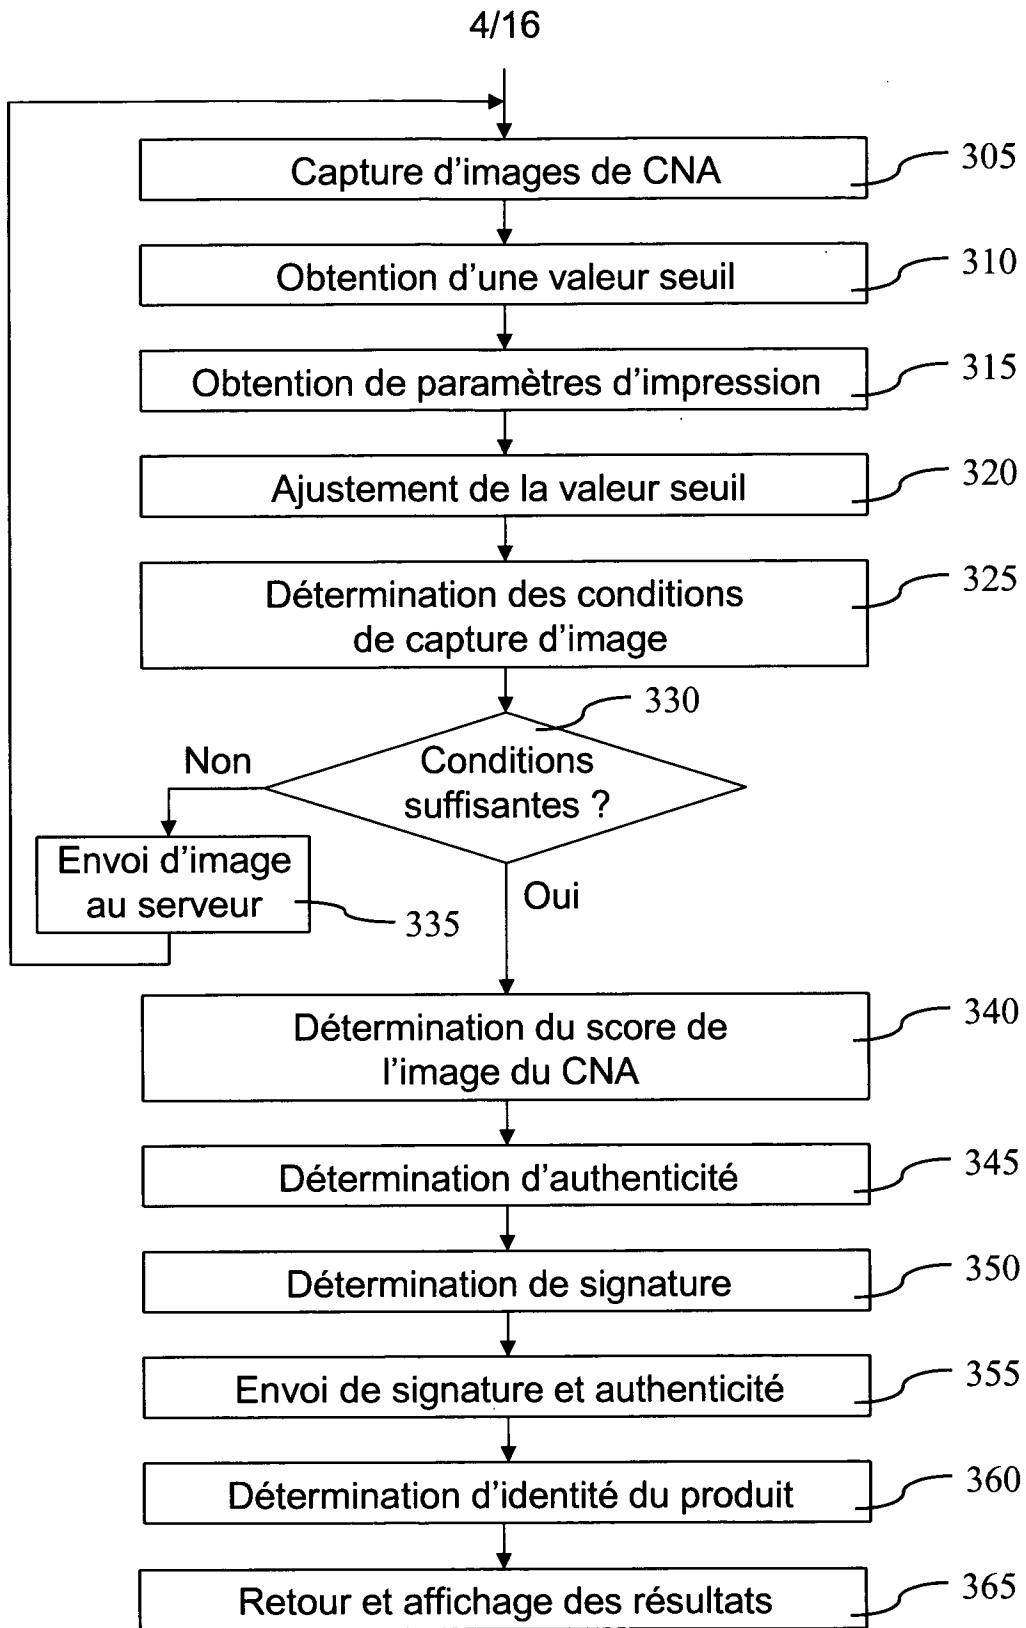 4/16
Capture d'images de CNA
305
Obtention d'une valeur seuil
310
Obtention de paramètres d'impression
315
Ajustement de la valeur seuil
320
Détermination des conditions
de capture d'image
325
330
Non
Conditions
suffisantes ?
Envoi d'image
au serveur
335
Oui
Détermination du score de
l'image du CNA
340
Détermination d'authenticité
345
Détermination de signature
350
Envoi de signature et authenticité
355
Détermination d'identité du produit
360
Retour et affichage des résultats
365